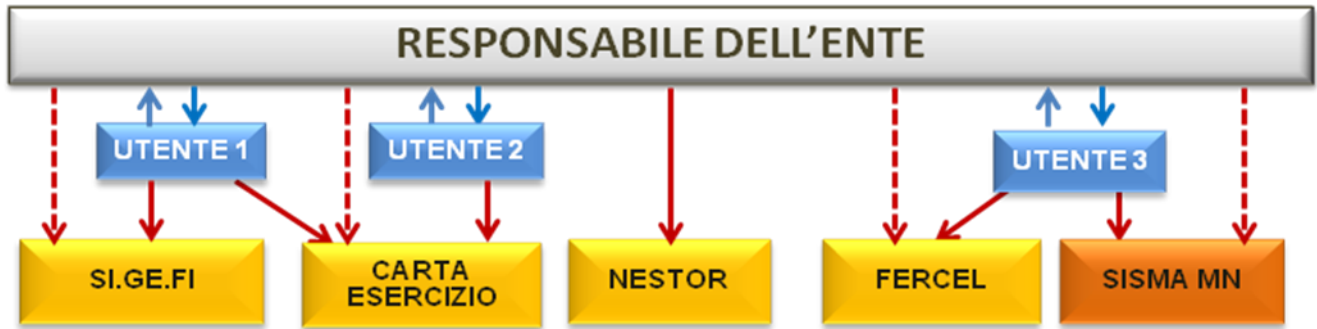 RESPONSABILE DELL'ENTE
UTENTE 1
UTENTE 2
UTENTE 3
SI.GE.FI
CARTA
ESERCIZIO
NESTOR
FERCEL
SISMA MN